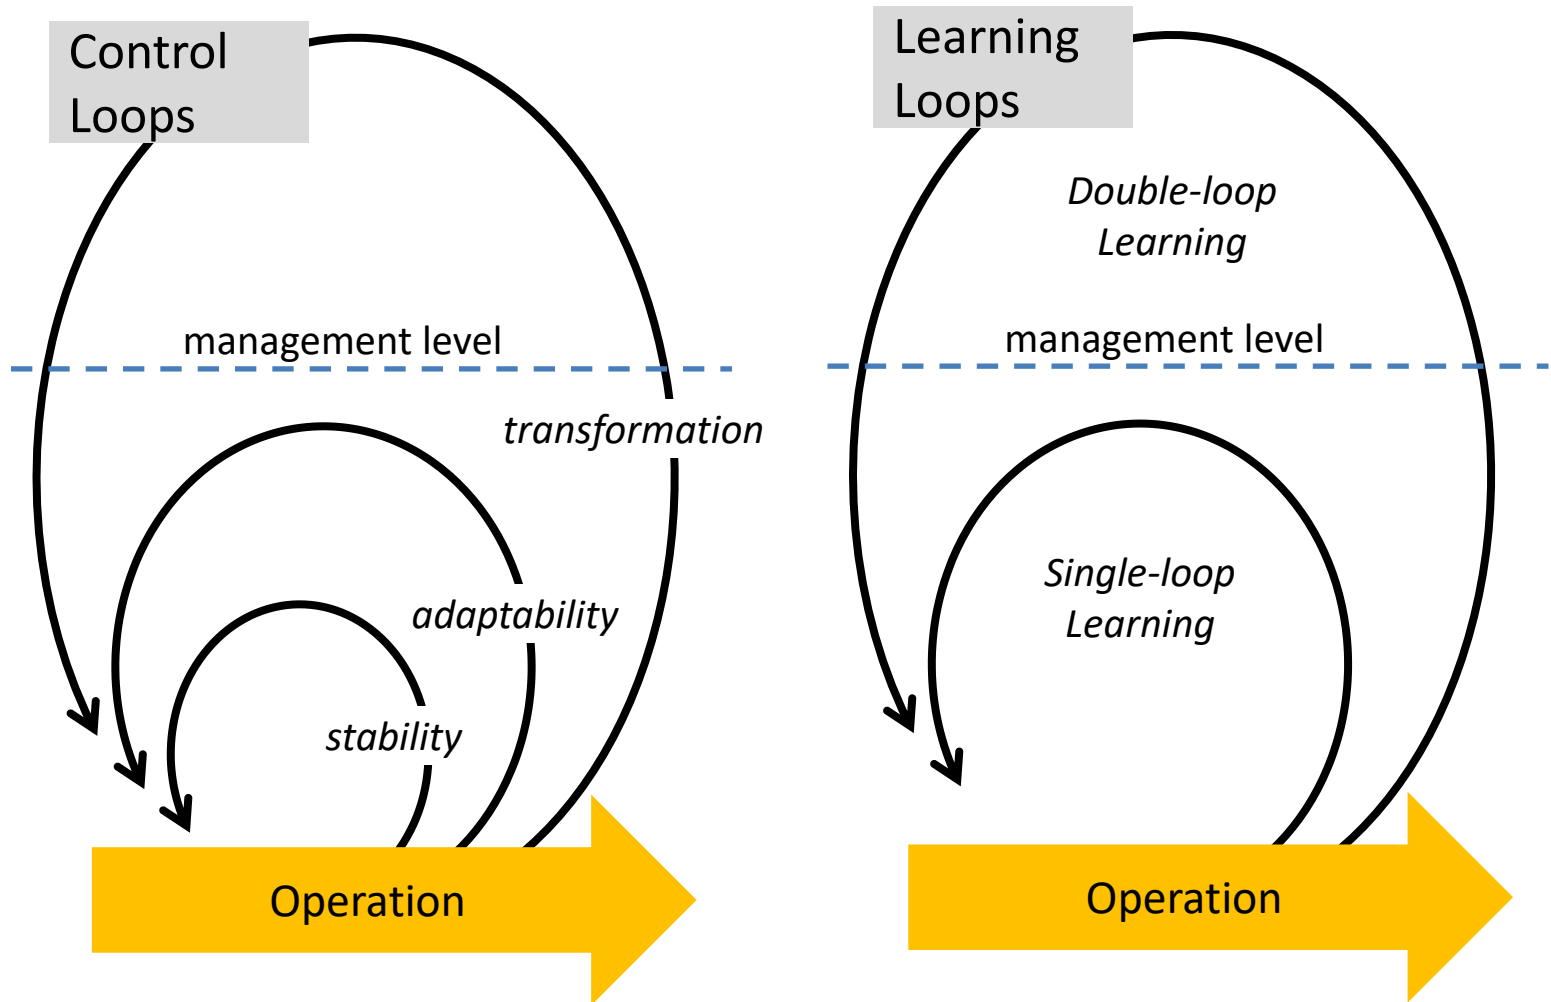 Control
Loops
management level
transformation
adaptability
stability
Operation
Learning
Loops
Double-loop
Learning
management level
Single-loop
Learning
Operation